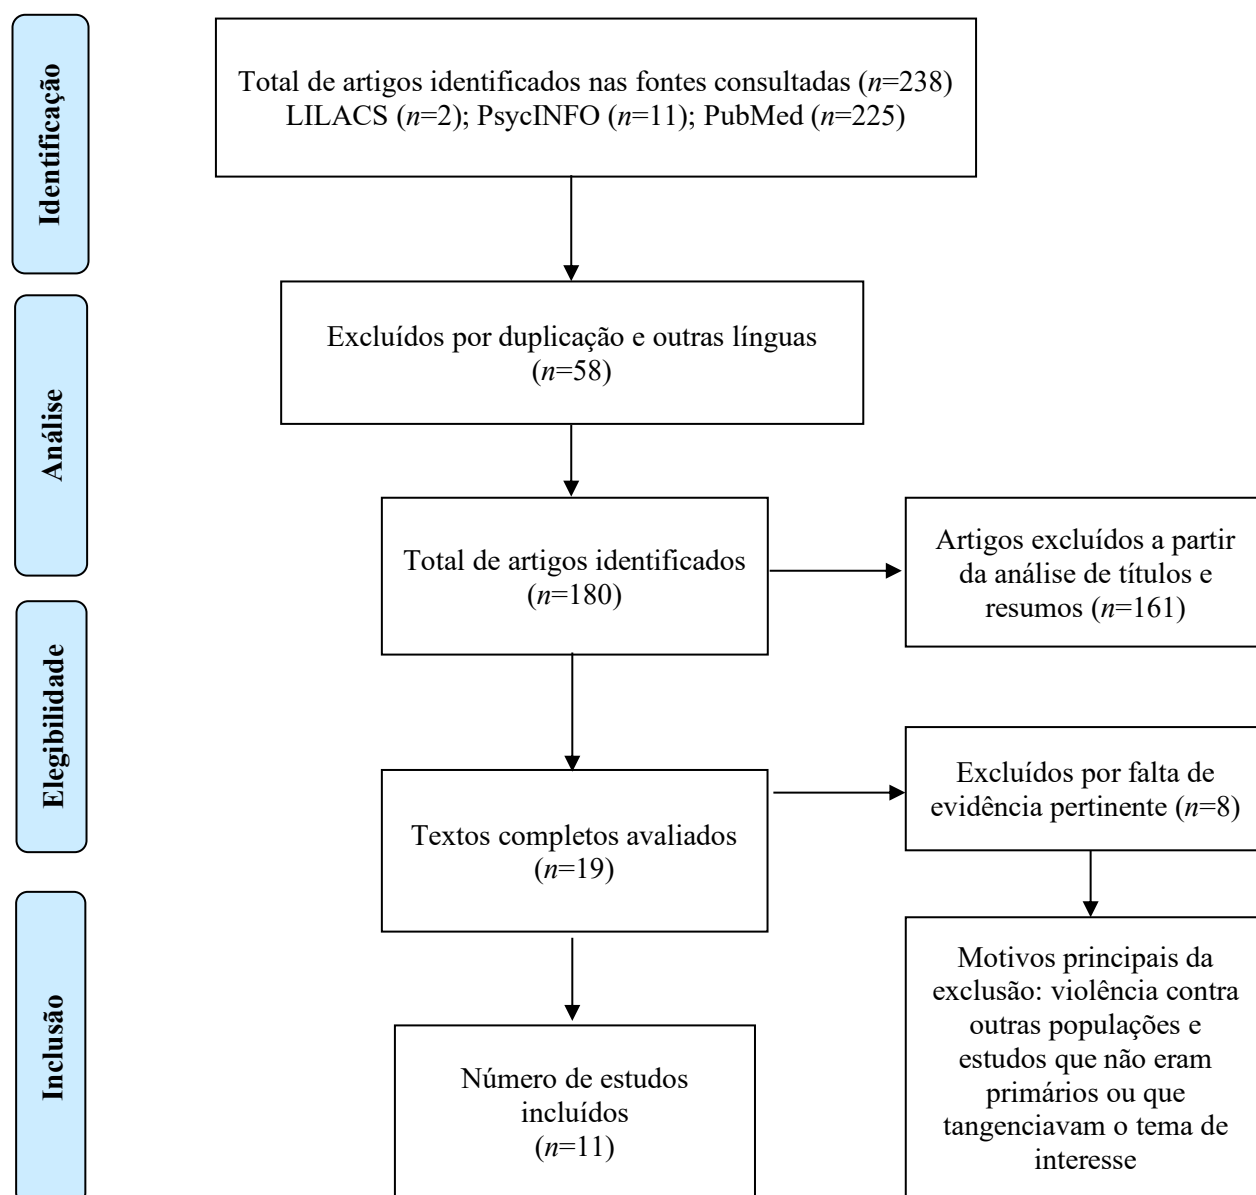 Identificação
Total de artigos identificados nas fontes consultadas (n=238)
LILACS (n=2); PsycINFO (n=11); PubMed (n=225)
Análise
Excluídos por duplicação e outras línguas
(n=58)
Total de artigos identificados
(n=180)
Artigos excluídos a partir
da análise de títulos e
resumos (n=161)
Elegibilidade
Textos completos avaliados
(n=19)
Excluídos por falta de
evidência pertinente (n=8)
Inclusão
Número de estudos
incluídos
(n=11)
Motivos principais da
exclusão: violência contra
outras populações e
estudos que não eram
primários ou que
tangenciavam o tema de
interesse